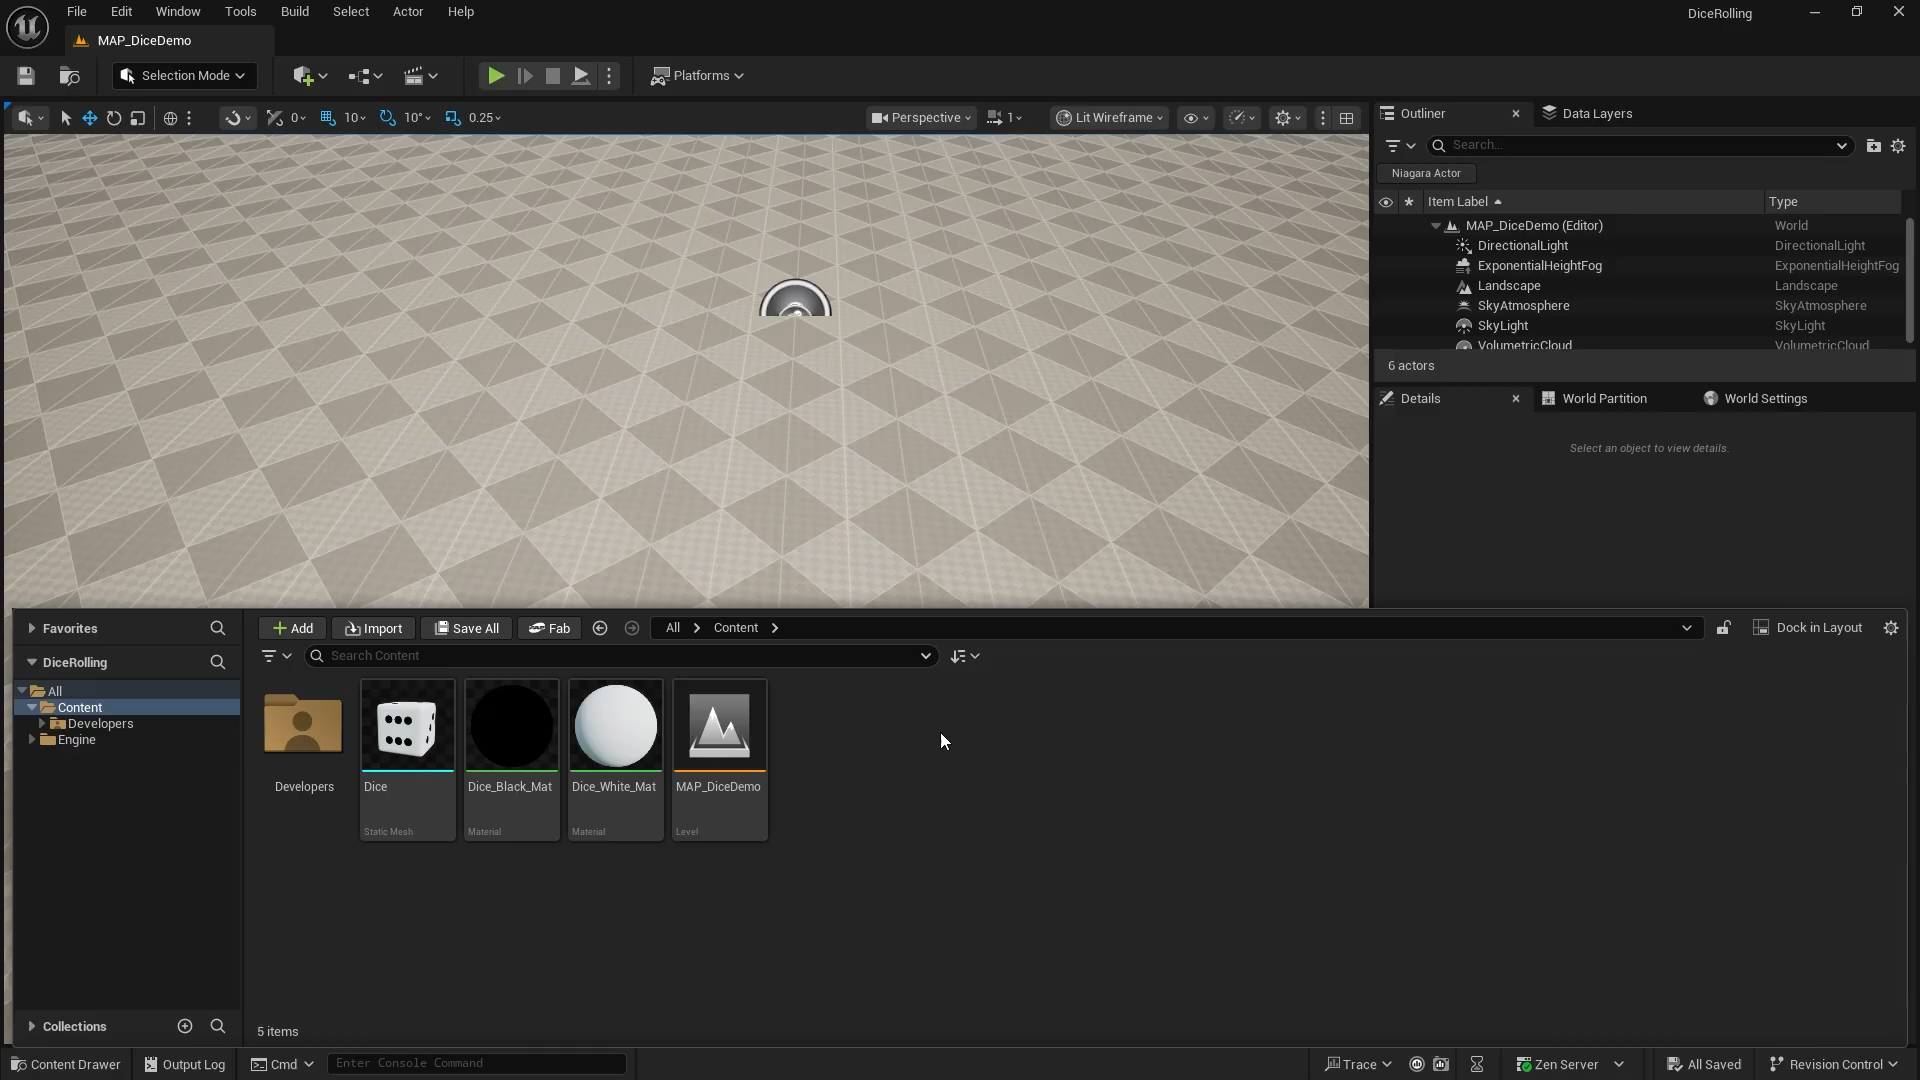 File Edit Window Tools Build Select Actor Help
DiceRolling
MAP_DiceDemo
Selection Mode
Platforms
0
10
10°
0.25
Perspective
1
Lit Wireframe
Outliner
Data Layers
Search...
Niagara Actor
Item Label
Type
MAP_DiceDemo (Editor) World
DirectionalLight DirectionalLight
ExponentialHeightFog ExponentialHeightFog
Landscape Landscape
SkyAtmosphere SkyAtmosphere
SkyLight SkyLight
VolumetricCloud VolumetricCloud
6 actors
Details
World Partition
World Settings
Select an object to view details.
Favorites
DiceRolling
All
Content
Developers
Engine
Collections
Add
Import
Save All
Fab
All
Content
Dock in Layout
Search Content
Developers
Dice
Static Mesh
Dice_Black_Mat
Material
Dice_White_Mat
Material
MAP_DiceDemo
Level
5 items
Content Drawer
Output Log
Cmd
Enter Console Command
Trace
Zen Server
All Saved
Revision Control